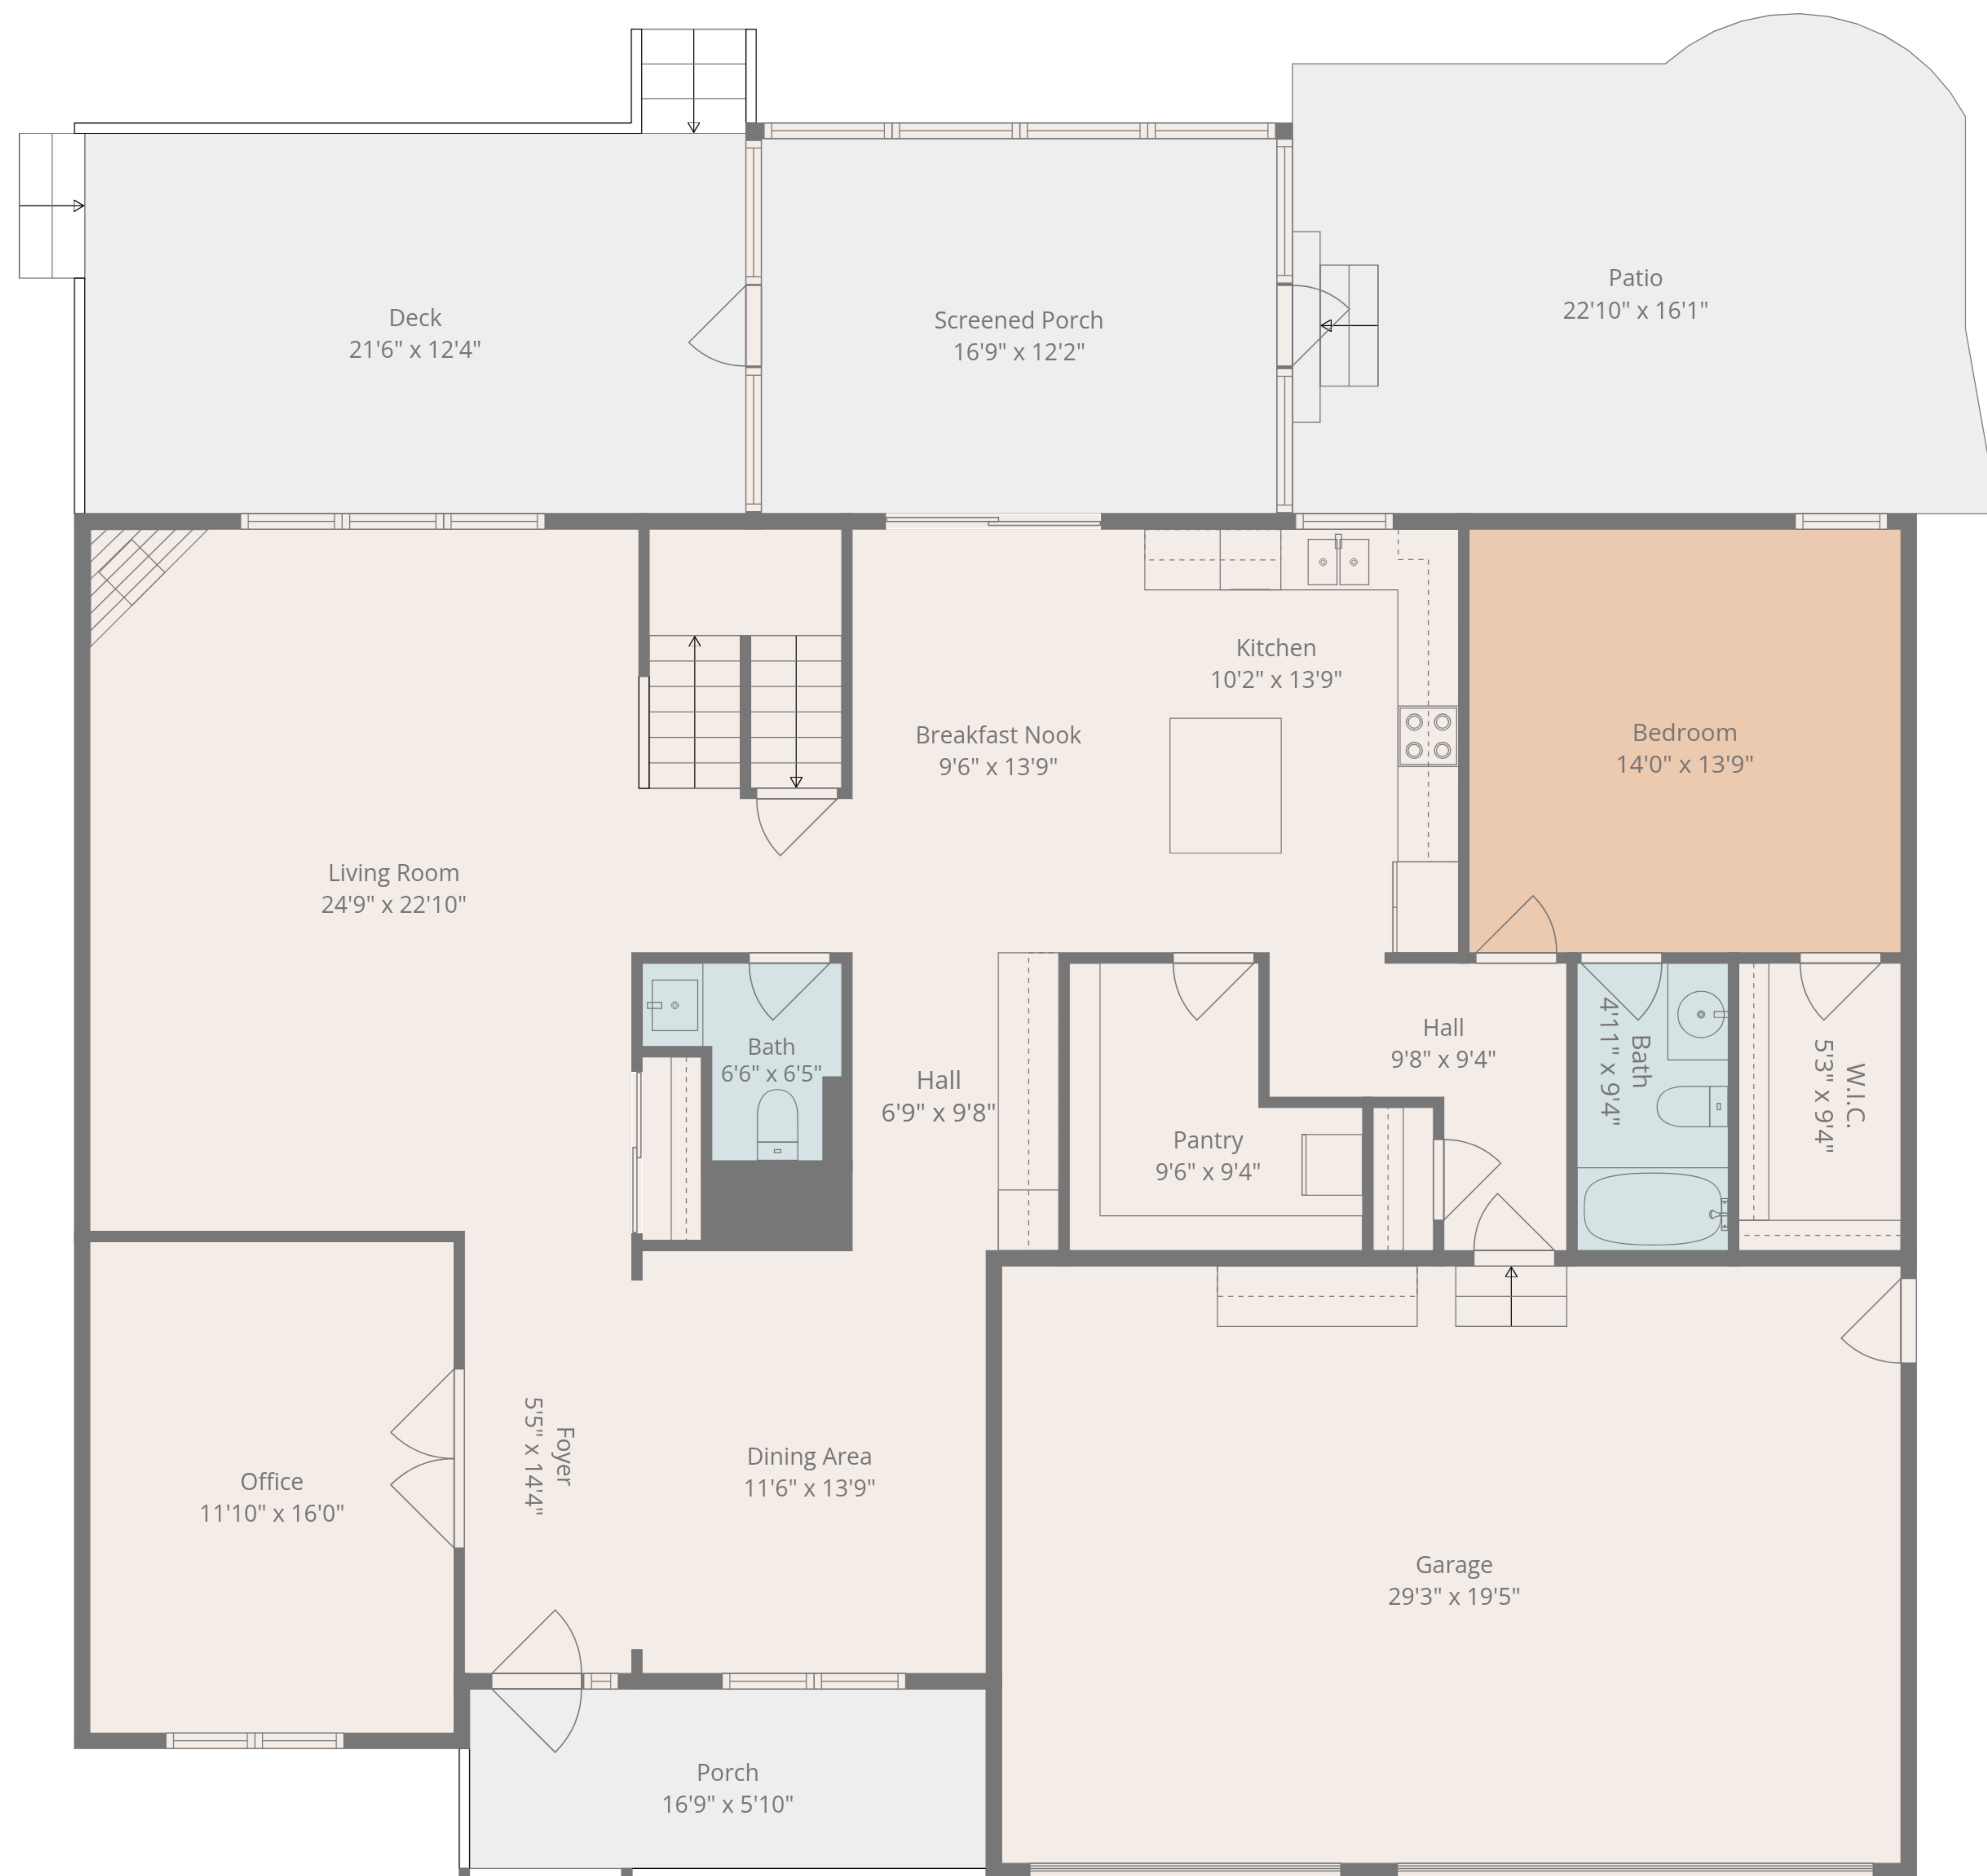 Deck
21'6" x 12'4"
Screened Porch
16'9" x 12'2"
Patio
22'10" x 16'1"
Kitchen
10'2" x 13'9"
Breakfast Nook
9'6" x 13'9"
Bedroom
14'0" x 13'9"
Living Room
24'9" x 22'10"
Bath
6'6" x 6'5"
Hall
6'9" x 9'8"
Pantry
9'6" x 9'4"
Hall
9'8" x 9'4"
Bath
4'11" x 9'4"
W.I.C.
5'3" x 9'4"
Office
11'10" x 16'0"
Foyer
5'5" x 14'4"
Dining Area
11'6" x 13'9"
Garage
29'3" x 19'5"
Porch
16'9" x 5'10"